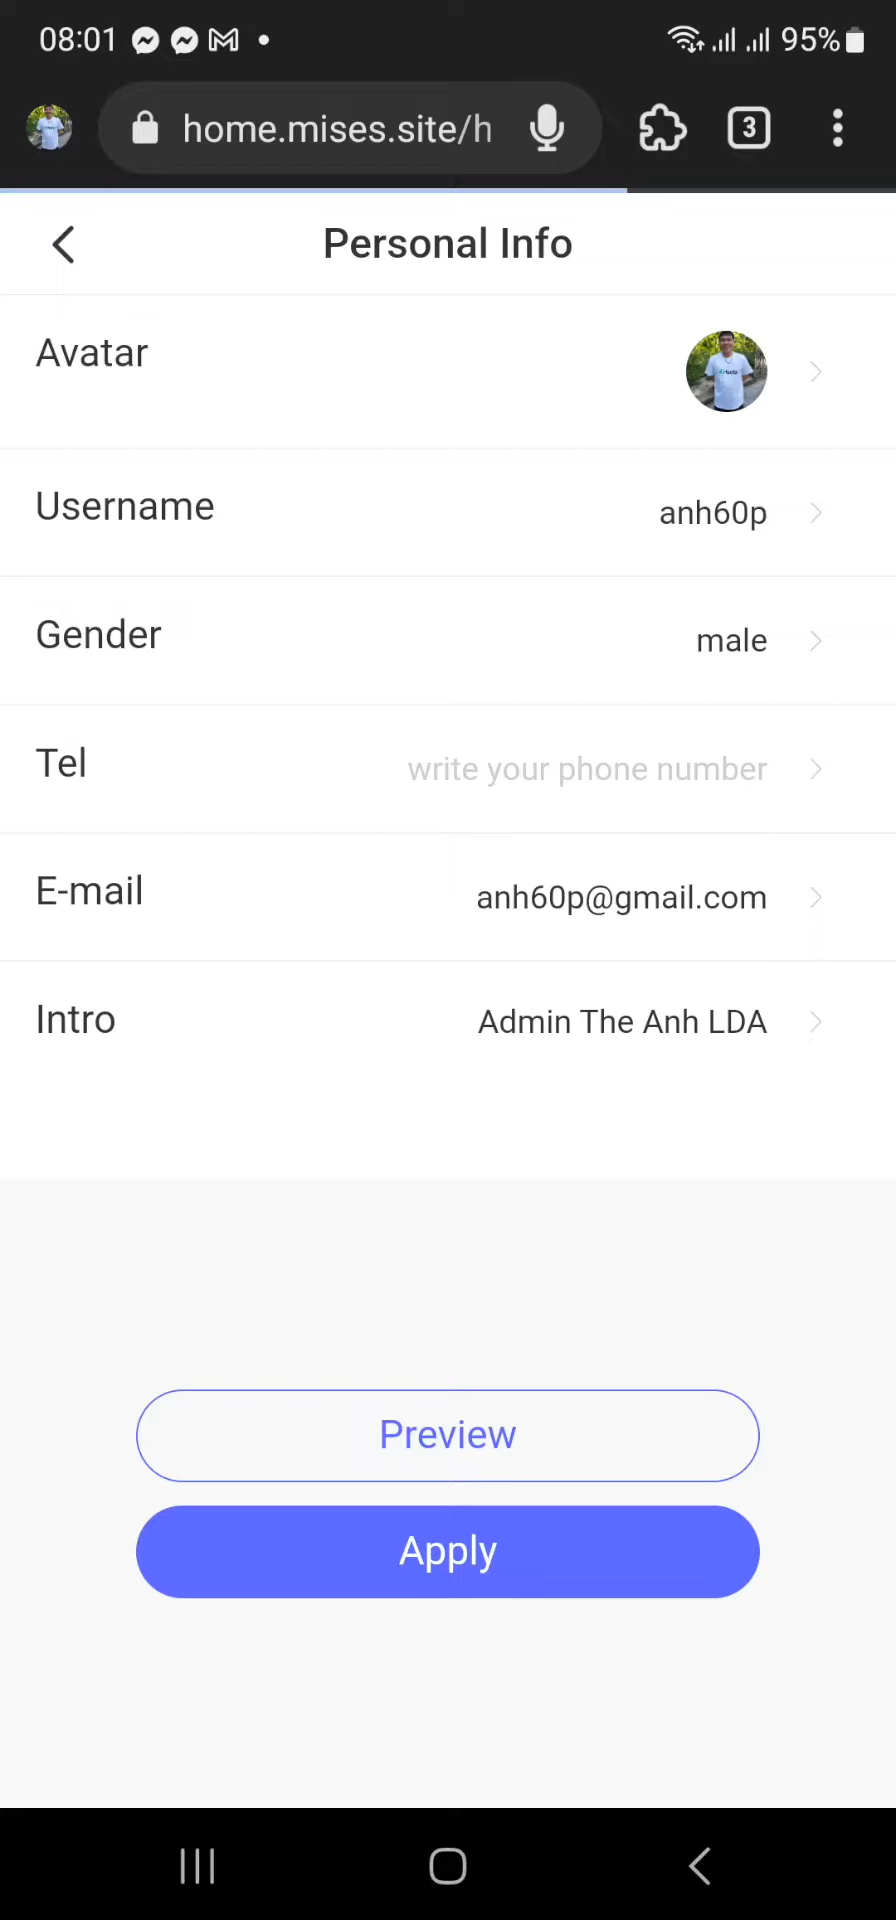 08:01
95%
home.mises.site/h
3
Personal Info
Avatar
Username
anh60p
Gender
male
Tel
write your phone number
E-mail
anh60p@gmail.com
Intro
Admin The Anh LDA
Preview
Apply